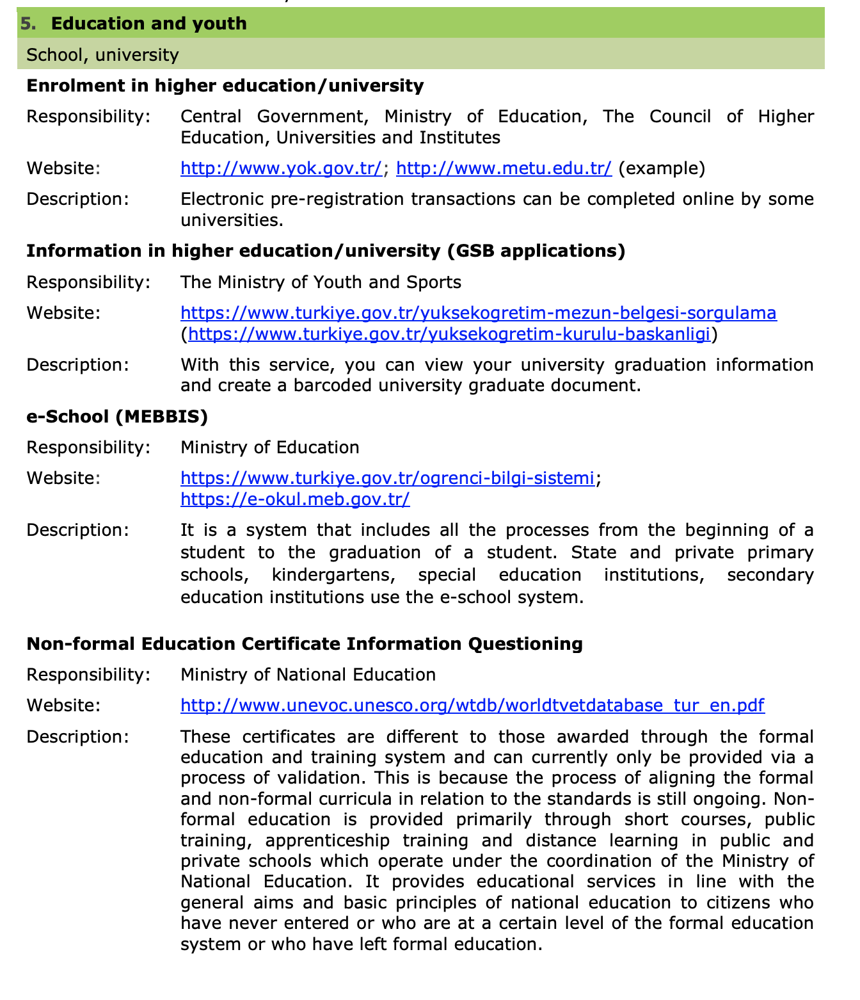 5. Education and youth
School, university
Enrolment in higher education/university
Responsibility: Central Government, Ministry of Education, The Council of Higher
Education, Universities and Institutes
Website: http://www.yok.gov.tr/; http://www.metu.edu.tr/ (example)
Description: Electronic pre-registration transactions can be completed online by some
universities.
Information in higher education/university (GSB applications)
Responsibility: The Ministry of Youth and Sports
Website: https://www.turkiye.gov.tr/yuksekogretim-mezun-belgesi-sorgulama
(https://www.turkiye.gov.tr/yuksekogretim-kurulu-baskanligi)
Description: With this service, you can view your university graduation information
and create a barcoded university graduate document.
e-School (MEBBIS)
Responsibility: Ministry of Education
Website: https://www.turkiye.gov.tr/ogrenci-bilgi-sistemi;
https://e-okul.meb.gov.tr/
Description: It is a system that includes all the processes from the beginning of a
student to the graduation of a student. State and private primary
schools, kindergartens, special education institutions, secondary
education institutions use the e-school system.
Non-formal Education Certificate Information Questioning
Responsibility: Ministry of National Education
Website: http://www.unevoc.unesco.org/wtdb/worldtvetdatabase_tur_en.pdf
Description: These certificates are different to those awarded through the formal
education and training system and can currently only be provided via a
process of validation. This is because the process of aligning the formal
and non-formal curricula in relation to the standards is still ongoing. Non-
formal education is provided primarily through short courses, public
training, apprenticeship training and distance learning in public and
private schools which operate under the coordination of the Ministry of
National Education. It provides educational services in line with the
general aims and basic principles of national education to citizens who
have never entered or who are at a certain level of the formal education
system or who have left formal education.